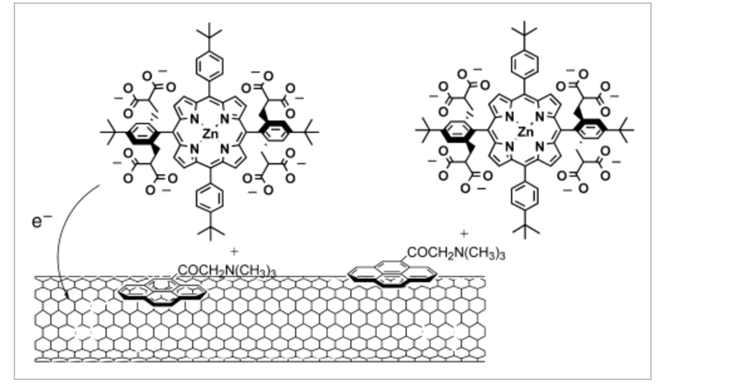 O O − O − O
− O O O O −
N N
Zn
N N
− O O O O −
O O − − O O
O O − O − O
− O O O O −
N N
Zn
N N
− O O O O −
O O − − O O
e−
+
COCH₂N(CH₃)₃
+
COCH₂N(CH₃)₃